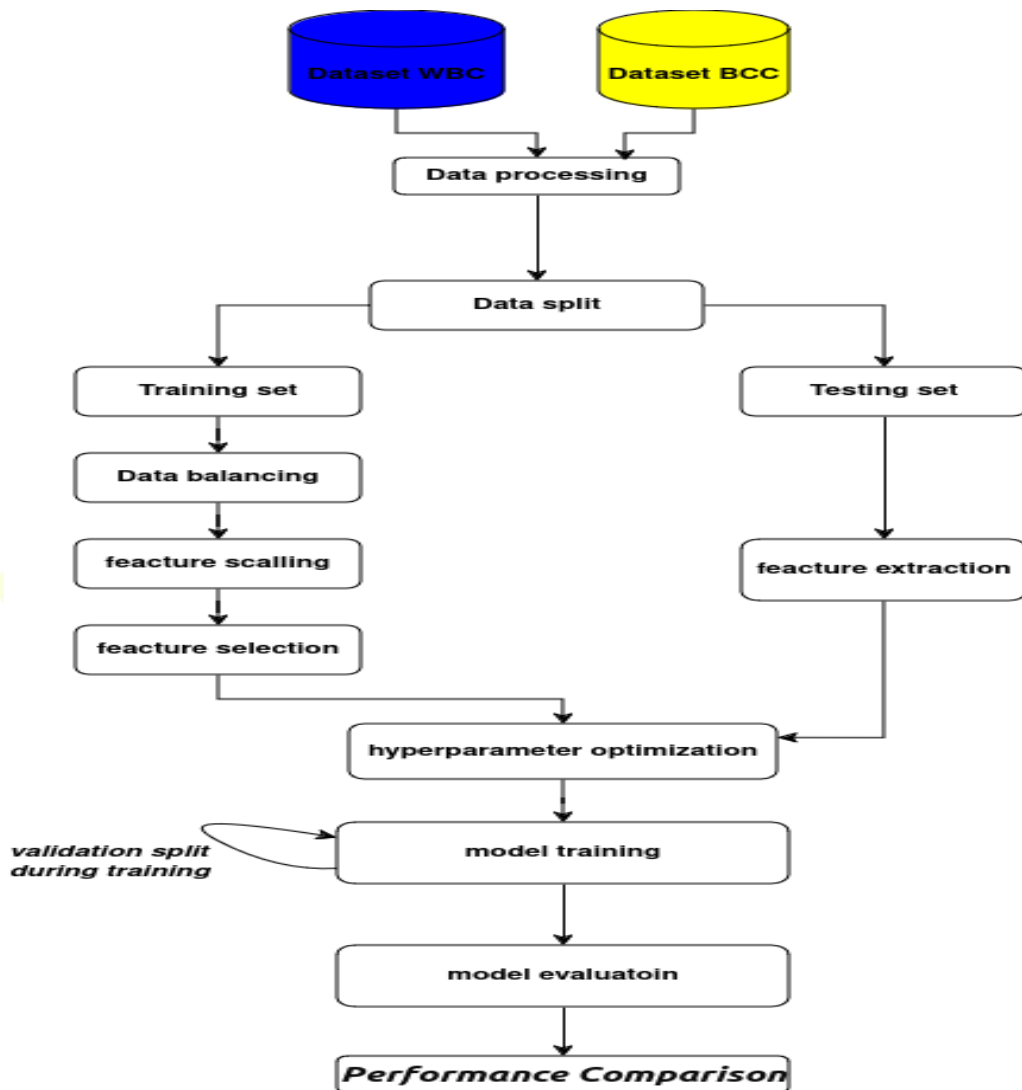 Dataset WBC
Dataset BCC
Data processing
Data split
Training set
Testing set
Data balancing
feacture scalling
feacture extraction
feacture selection
hyperparameter optimization
model training
validation split
during training
model evaluatoin
Performance Comparison